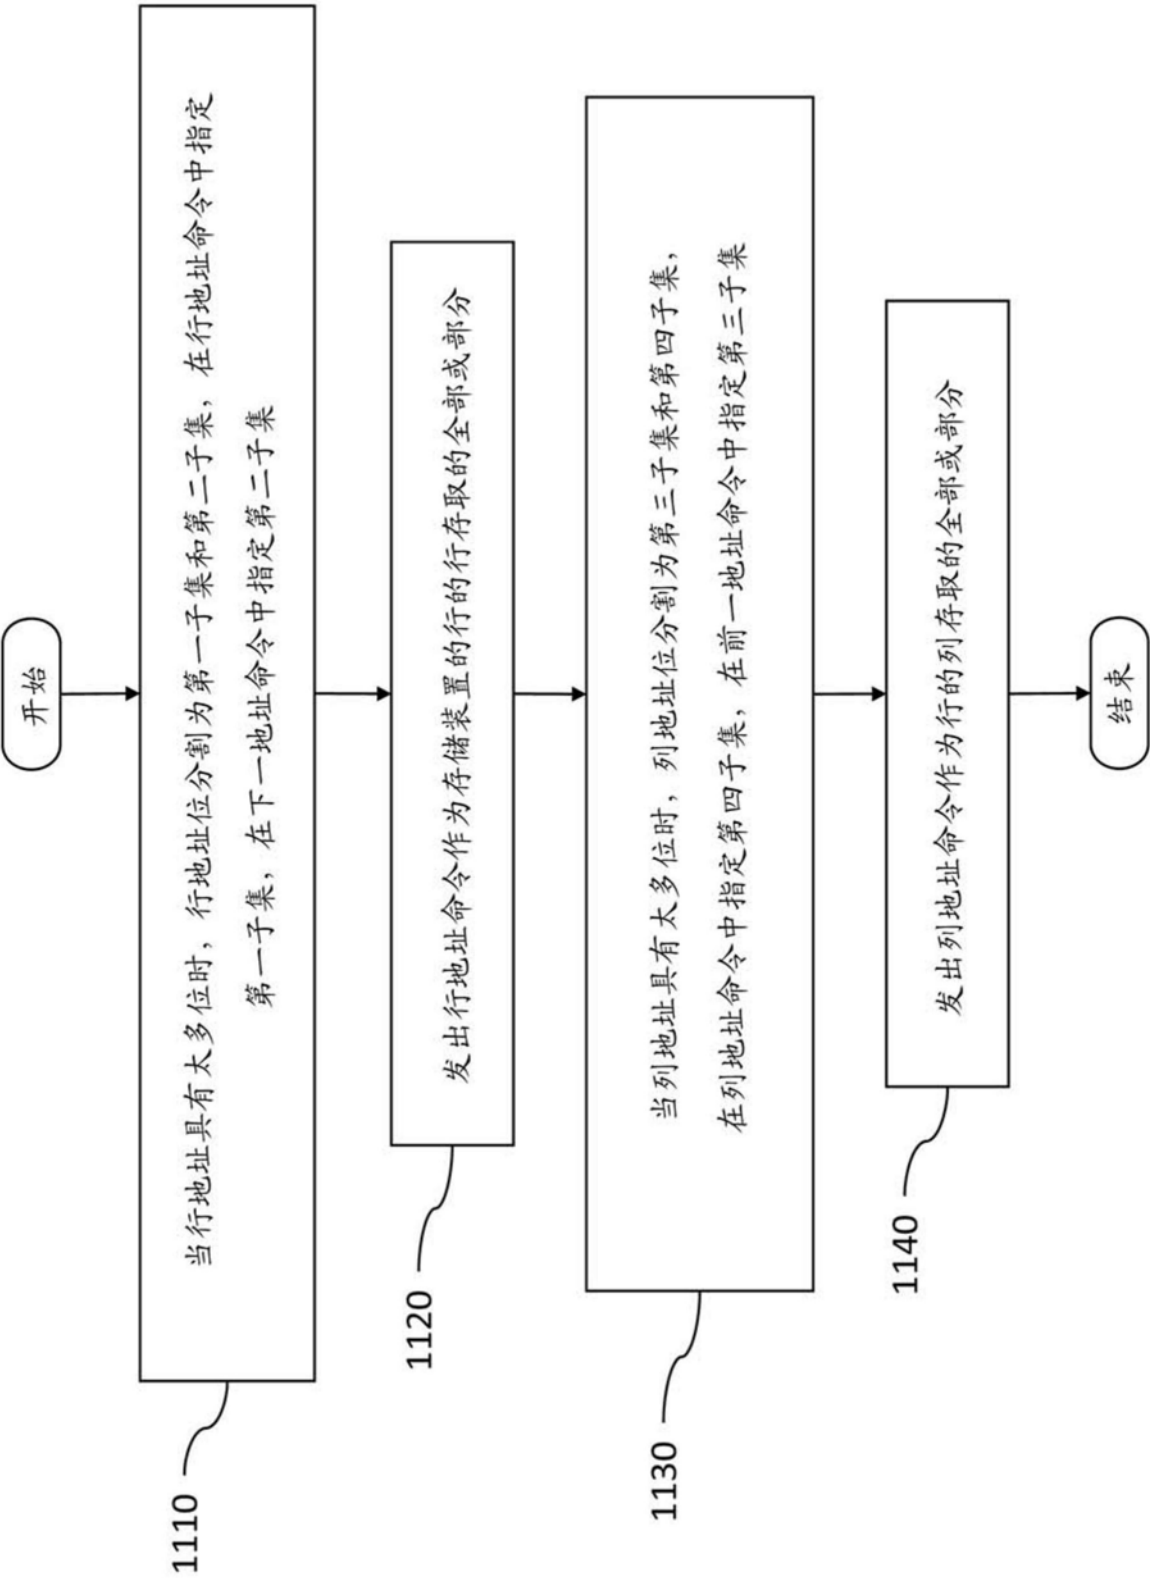 开始
当行地址具有太多位时，行地址位分割为第一子集和第二子集，在行地址命令中指定
第一子集，在下一地址命令中指定第二子集
1110
发出行地址命令作为存储装置的行的行存取的全部或部分
1120
当列地址具有太多位时，列地址位分割为第三子集和第四子集，
在列地址命令中指定第四子集，在前一地址命令中指定第三子集
1130
发出列地址命令作为行的列存取的全部或部分
1140
结束